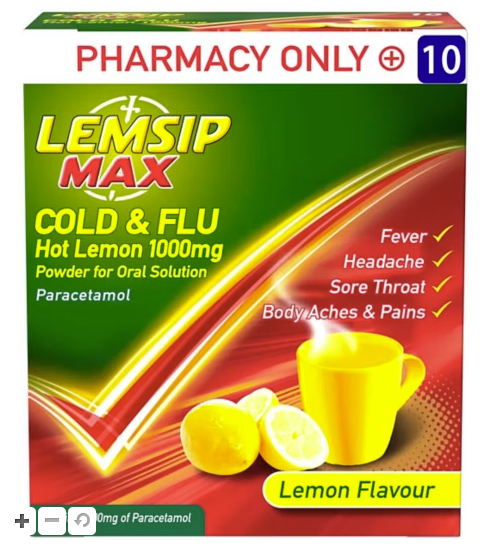 PHARMACY ONLY
10
LEMSIP
MAX
COLD & FLU
Hot Lemon 1000mg
Powder for Oral Solution
Paracetamol
Fever
Headache
Sore Throat
Body Aches & Pains
Lemon Flavour
of Paracetamol